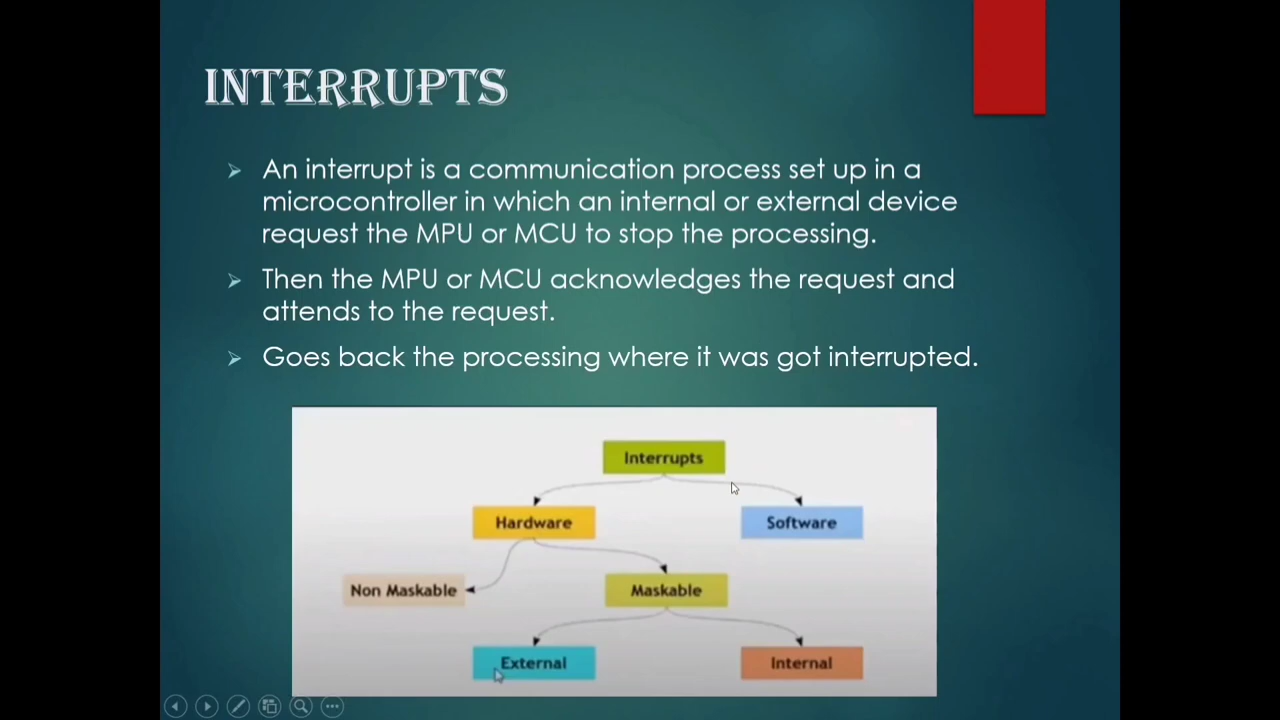 INTERRUPTS
An interrupt is a communication process set up in a
microcontroller in which an internal or external device
request the MPU or MCU to stop the processing.
Then the MPU or MCU acknowledges the request and
attends to the request.
Goes back the processing where it was got interrupted.
Interrupts
Hardware
Software
Non Maskable
Maskable
External
Internal